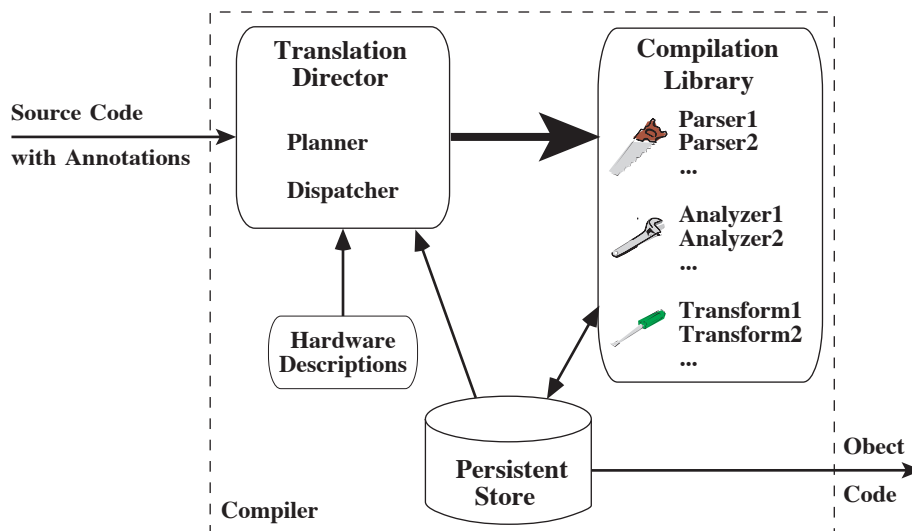 Translation
Director
Planner
Dispatcher
Compilation
Library
Parser1
Parser2
...
Analyzer1
Analyzer2
...
Transform1
Transform2
...
Source Code
with Annotations
Hardware
Descriptions
Persistent
Store
Obect
Code
Compiler